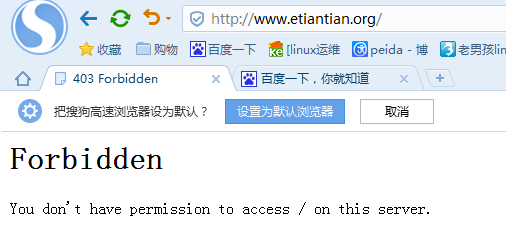 http://www.etiantian.org/
收藏 购物 百度一下 [linux运维 peida - 博 老男孩lin
403 Forbidden 百度一下，你就知道
把搜狗高速浏览器设为默认？ 设置为默认浏览器 取消
Forbidden
You don't have permission to access / on this server.